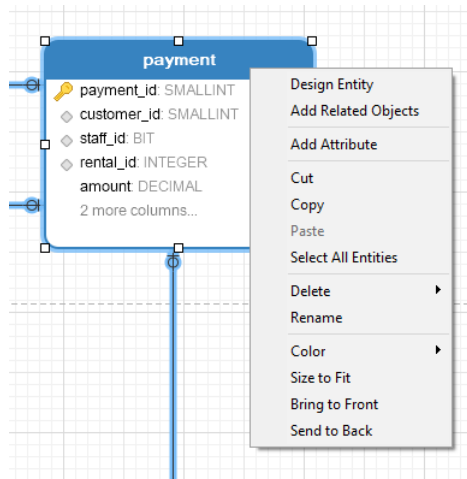 payment
payment_id: SMALLINT
customer_id: SMALLINT
staff_id: BIT
rental_id: INTEGER
amount: DECIMAL
2 more columns...
Design Entity
Add Related Objects
Add Attribute
Cut
Copy
Paste
Select All Entities
Delete
Rename
Color
Size to Fit
Bring to Front
Send to Back